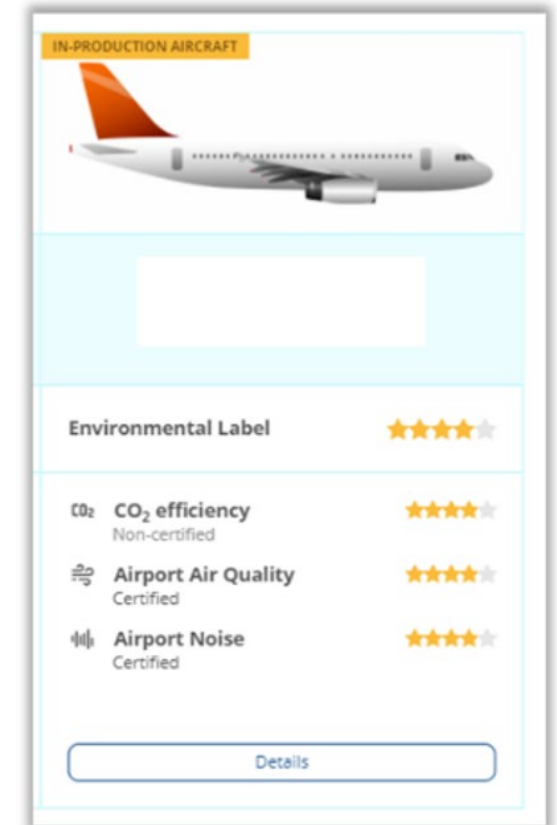 IN-PRODUCTION AIRCRAFT
Environmental Label
CO₂ CO₂ efficiency
Non-certified
Airport Air Quality
Certified
Airport Noise
Certified
Details